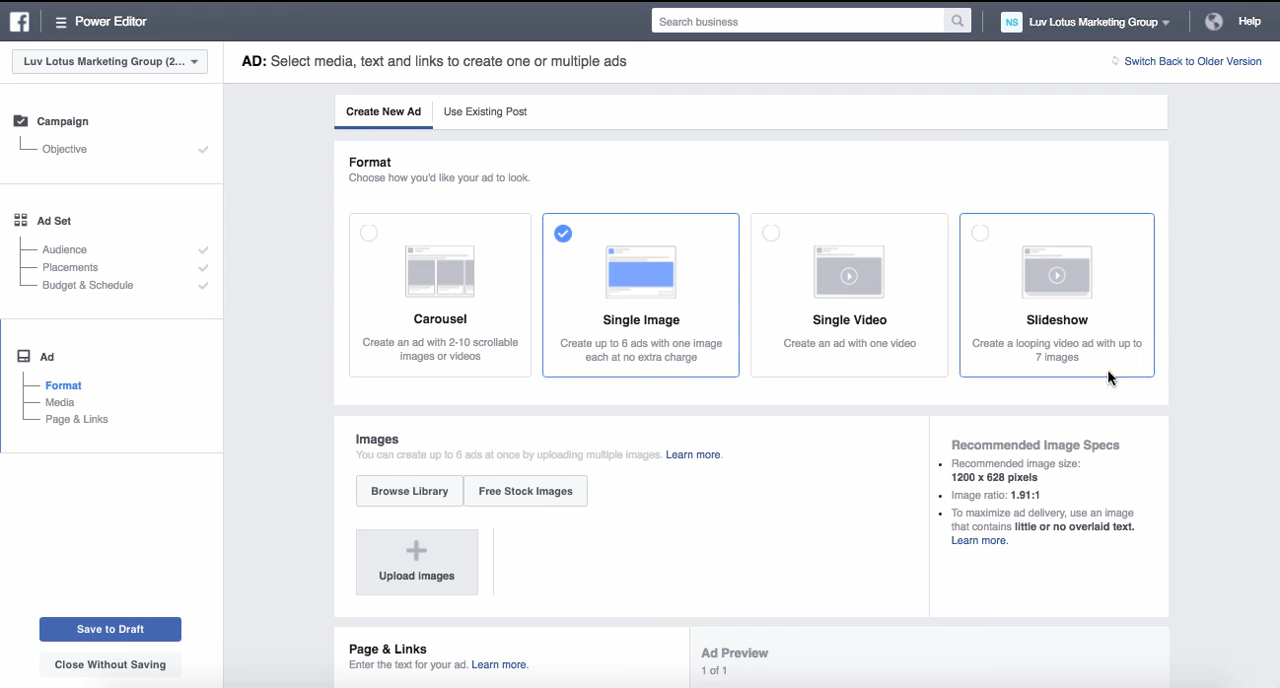 f
Power Editor
Search business
NS
Luv Lotus Marketing Group
Help
Luv Lotus Marketing Group (2...
AD: Select media, text and links to create one or multiple ads
Switch Back to Older Version
Campaign
Objective
Ad Set
Audience
Placements
Budget & Schedule
Ad
Format
Media
Page & Links
Save to Draft
Close Without Saving
Create New Ad
Use Existing Post
Format
Choose how you'd like your ad to look.
Carousel
Create an ad with 2-10 scrollable
images or videos
Single Image
Create up to 6 ads with one image
each at no extra charge
Single Video
Create an ad with one video
Slideshow
Create a looping video ad with up to
7 images
Images
You can create up to 6 ads at once by uploading multiple images. Learn more.
Browse Library
Free Stock Images
Upload images
Recommended Image Specs
Recommended image size:
1200 x 628 pixels
Image ratio: 1.91:1
To maximize ad delivery, use an image
that contains little or no overlaid text.
Learn more.
Page & Links
Enter the text for your ad. Learn more.
Ad Preview
1 of 1